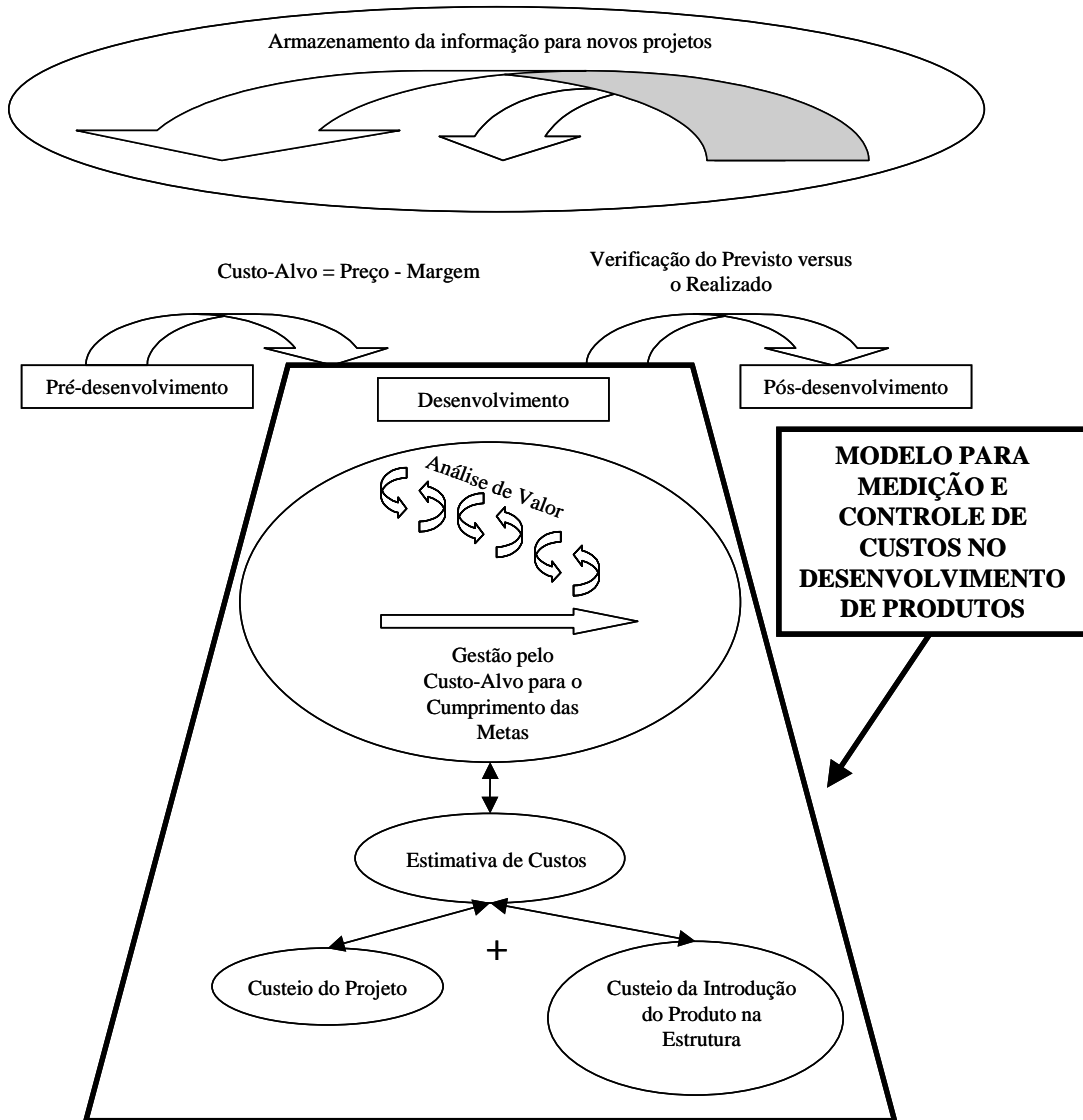 Armazenamento da informação para novos projetos
Custo-Alvo = Preço - Margem
Verificação do Previsto versus
o Realizado
Pré-desenvolvimento
Desenvolvimento
Pós-desenvolvimento
MODELO PARA
MEDIÇÃO E
CONTROLE DE
CUSTOS NO
DESENVOLVIMENTO
DE PRODUTOS
Análise de Valor
Gestão pelo
Custo-Alvo para o
Cumprimento das
Metas
Estimativa de Custos
+
Custeio do Projeto
Custeio da Introdução
do Produto na
Estrutura